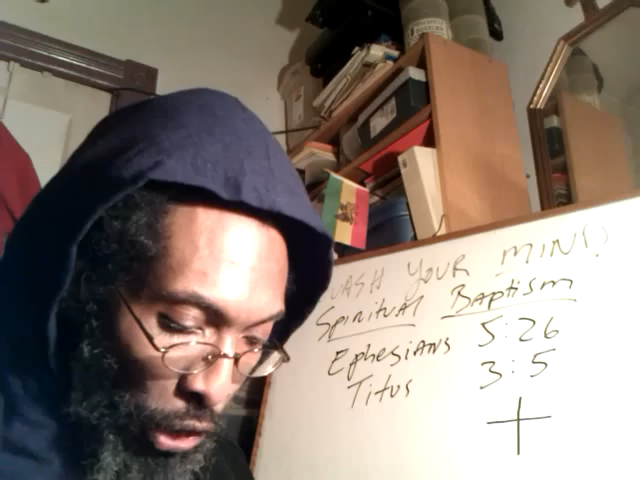 WASH YOUR MIND!
Spiritual Baptism
Ephesians 5:26
Titus 3:5